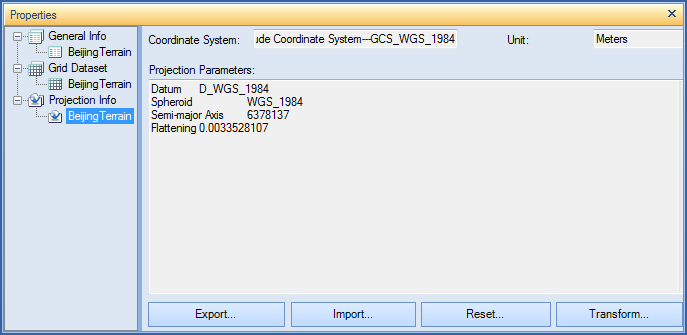 Properties
General Info
BeijingTerrain
Grid Dataset
BeijingTerrain
Projection Info
BeijingTerrain
Coordinate System: ıde Coordinate System---GCS_WGS_1984 Unit: Meters
Projection Parameters:
Datum D_WGS_1984
Spheroid WGS_1984
Semi-major Axis 6378137
Flattening 0.0033528107
Export... Import... Reset... Transform...